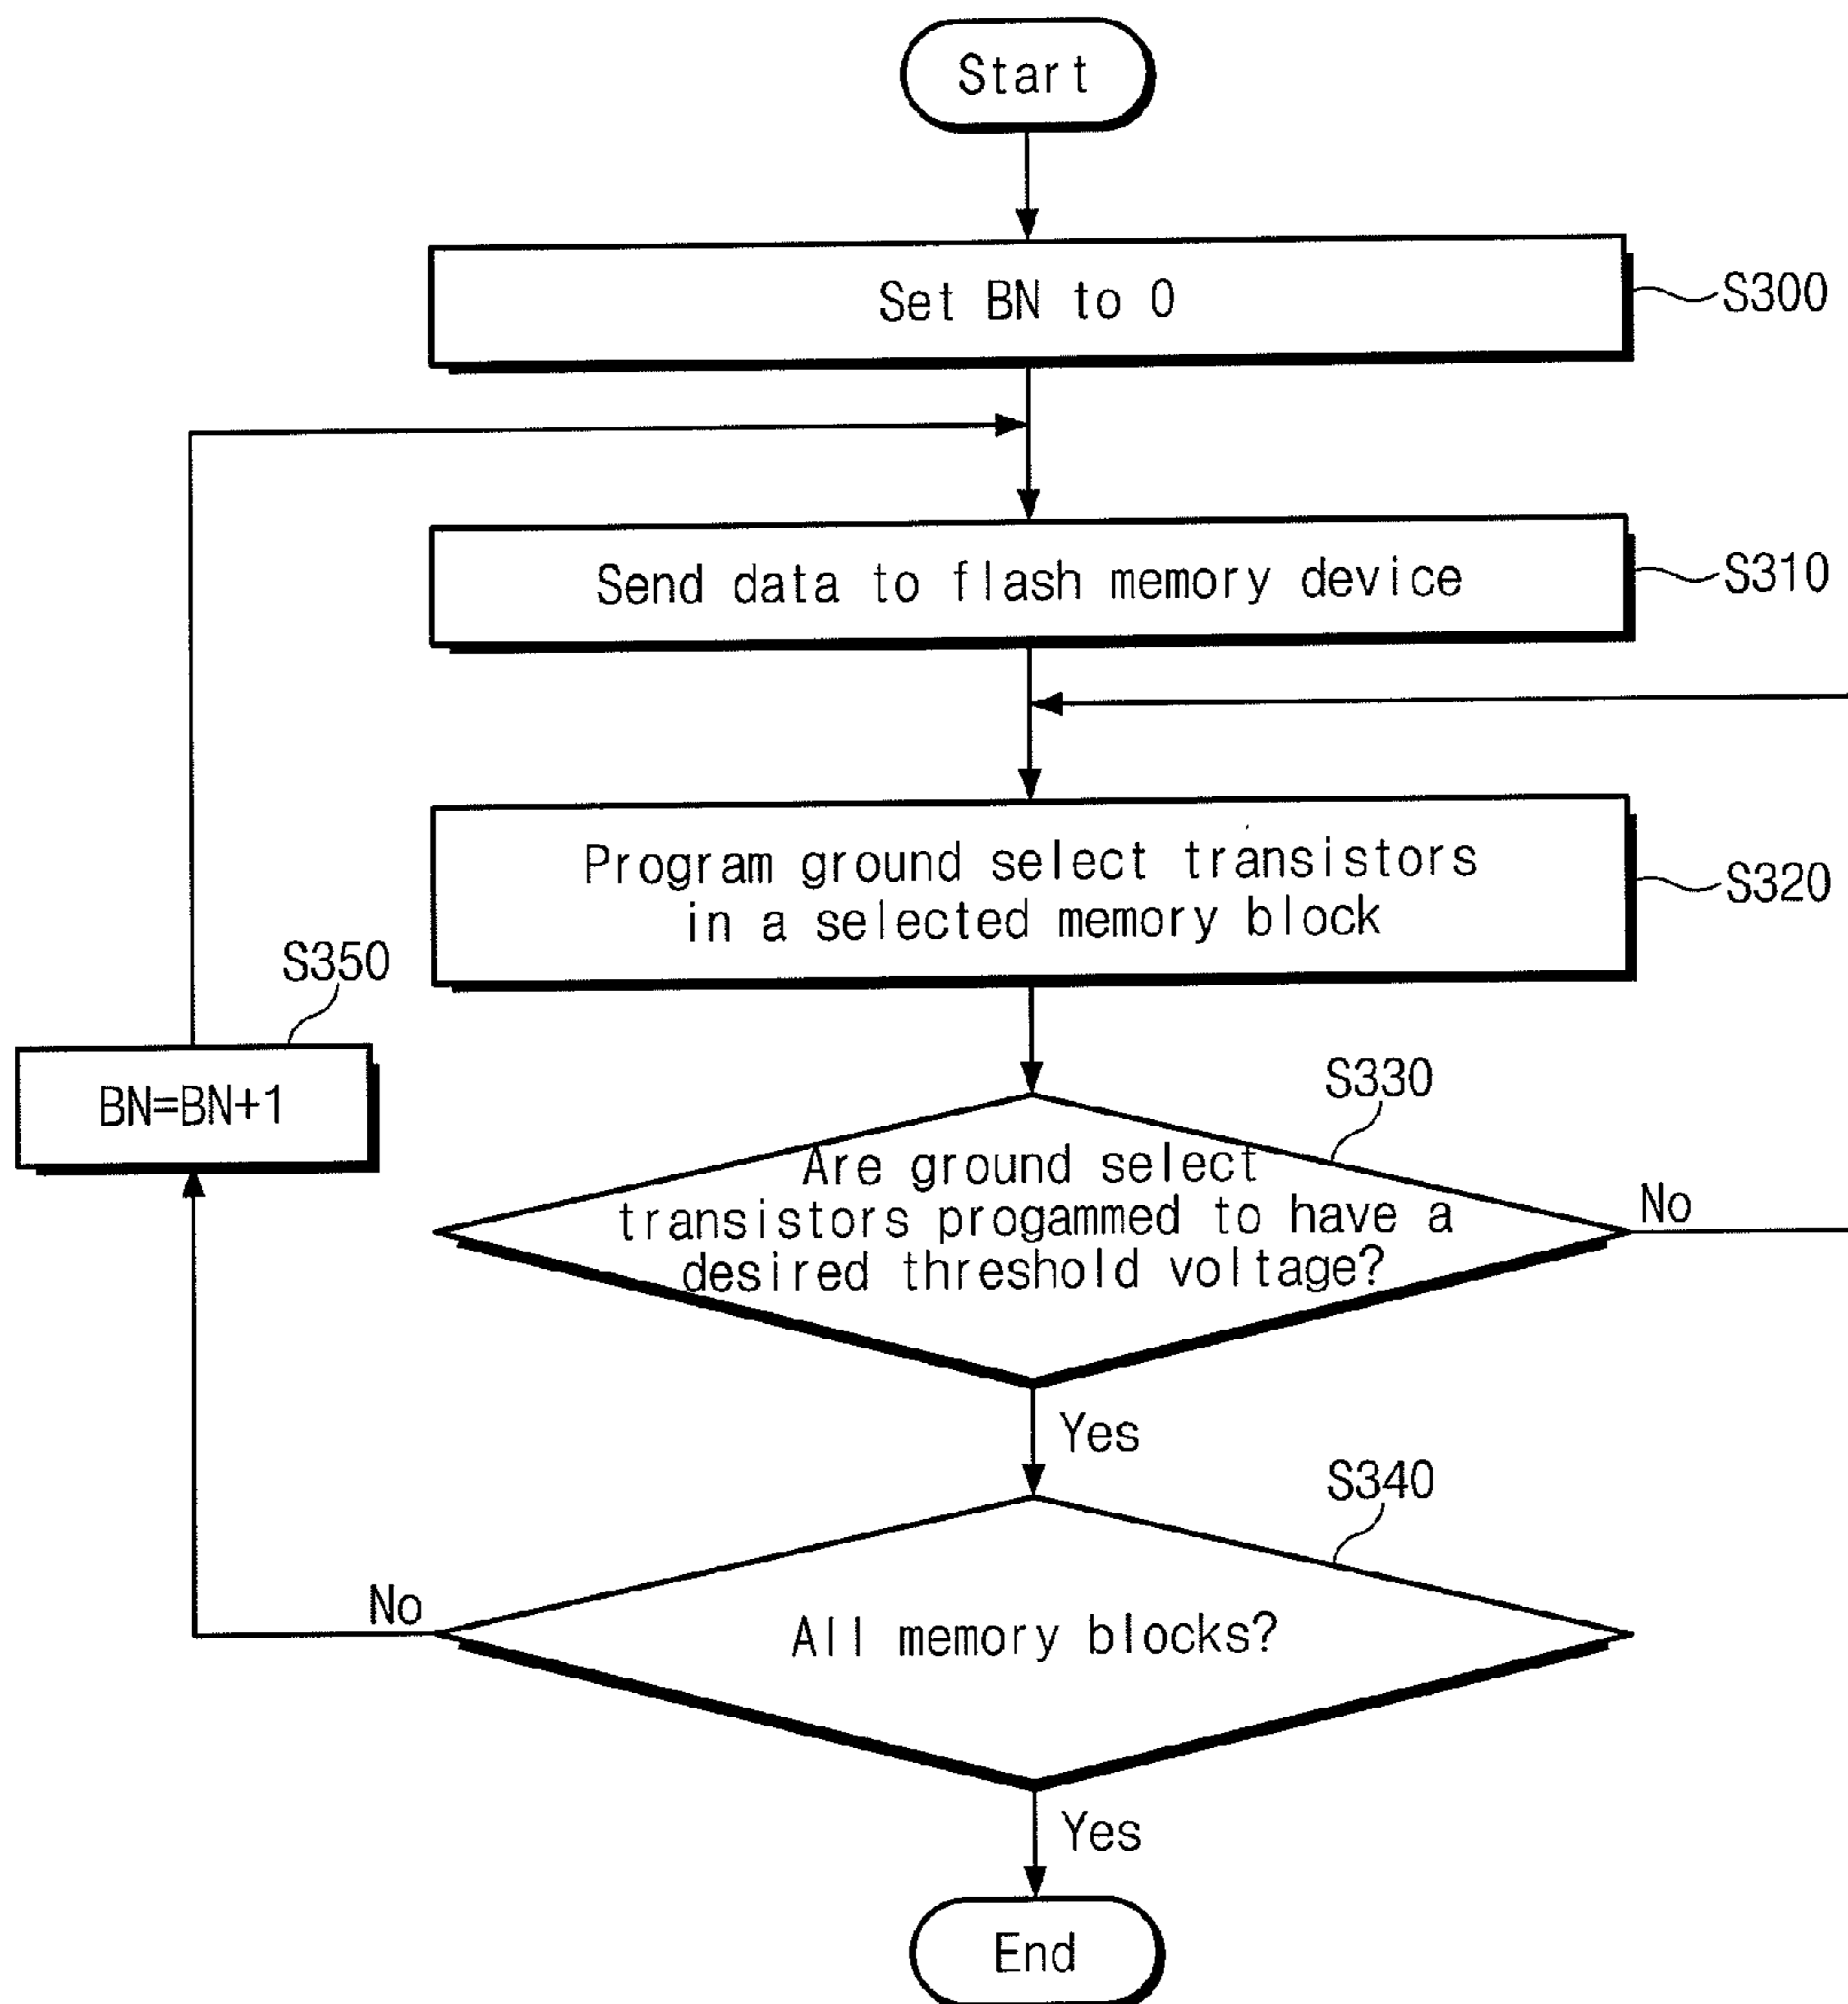 Start
Set BN to 0
S300
Send data to flash memory device
S310
Program ground select transistors
in a selected memory block
S320
S350
BN=BN+1
S330
Are ground select
transistors progammed to have a
desired threshold voltage?
No
Yes
S340
All memory blocks?
No
Yes
End